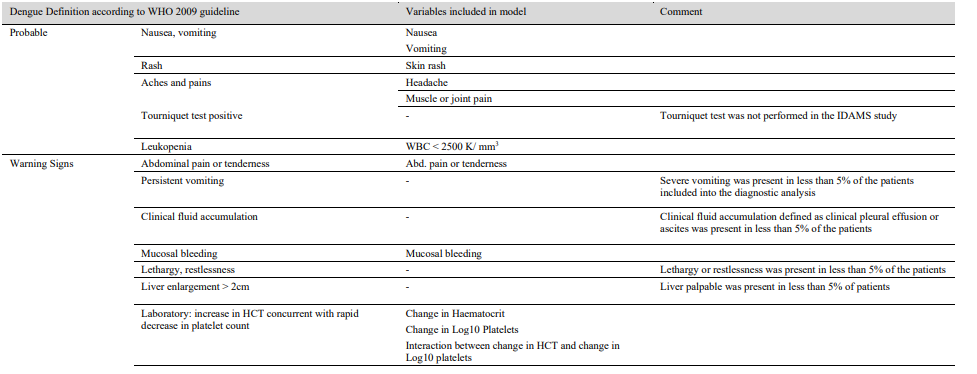 Dengue Definition according to WHO 2009 guideline Variables included in model Comment
Probable Nausea, vomiting Nausea
Vomiting
Rash Skin rash
Aches and pains Headache
Muscle or joint pain
Tourniquet test positive - Tourniquet test was not performed in the IDAMS study
Leukopenia WBC < 2500 K/ mm³
Warning Signs Abdominal pain or tenderness Abd. pain or tenderness
Persistent vomiting - Severe vomiting was present in less than 5% of the patients
included into the diagnostic analysis
Clinical fluid accumulation - Clinical fluid accumulation defined as clinical pleural effusion or
ascites was present in less than 5% of the patients
Mucosal bleeding Mucosal bleeding
Lethargy, restlessness - Lethargy or restlessness was present in less than 5% of the patients
Liver enlargement > 2cm - Liver palpable was present in less than 5% of patients
Laboratory: increase in HCT concurrent with rapid Change in Haematocrit
decrease in platelet count Change in Log10 Platelets
Interaction between change in HCT and change in
Log10 platelets